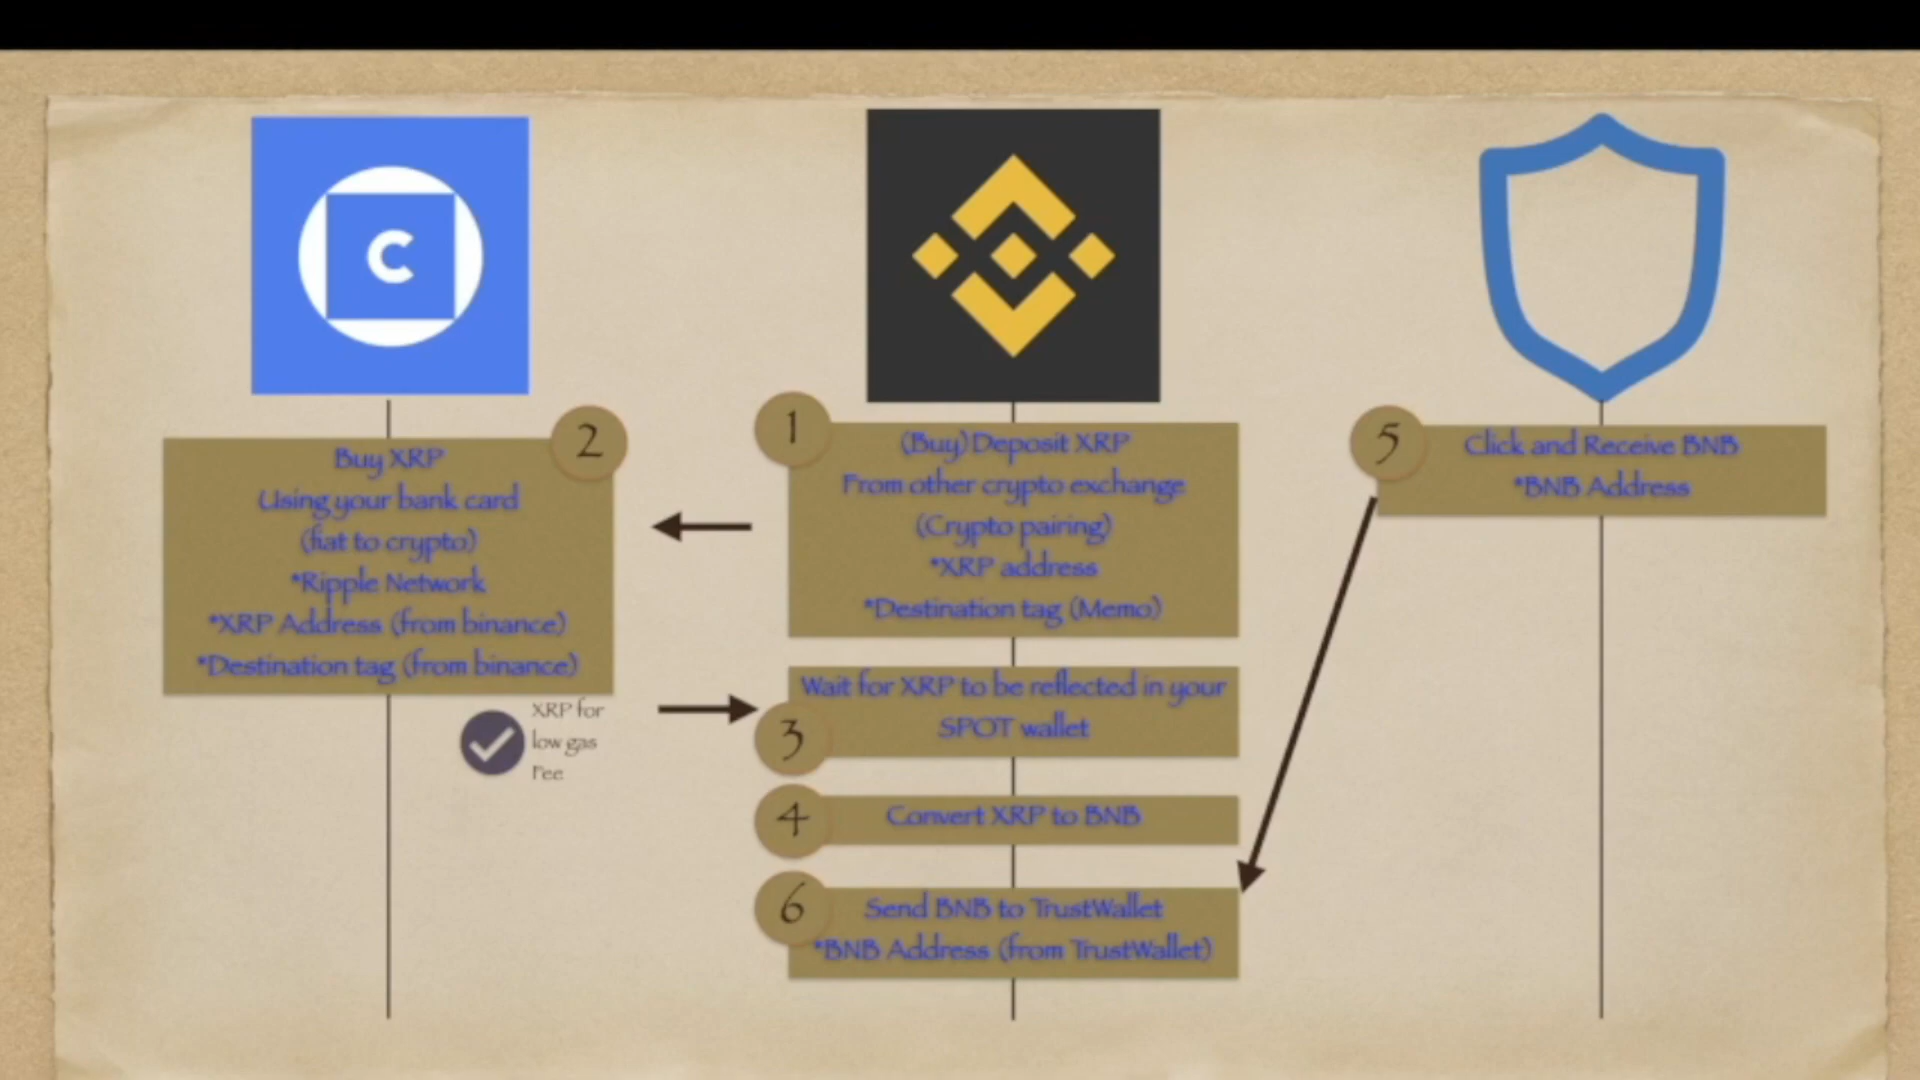 C
2
Buy XRP
Using your bank card
(fiat to crypto)
*Ripple Network
*XRP Address (from binance)
*Destination tag (from binance)
XRP for
low gas
Fee
1
(Buy)Deposit XRP
From other crypto exchange
(Crypto pairing)
*XRP address
*Destination tag (Memo)
Wait for XRP to be reflected in your
SPOT wallet
3
4
Convert XRP to BNB
6
Send BNB to TrustWallet
*BNB Address (from TrustWallet)
5
Click and Receive BNB
*BNB Address